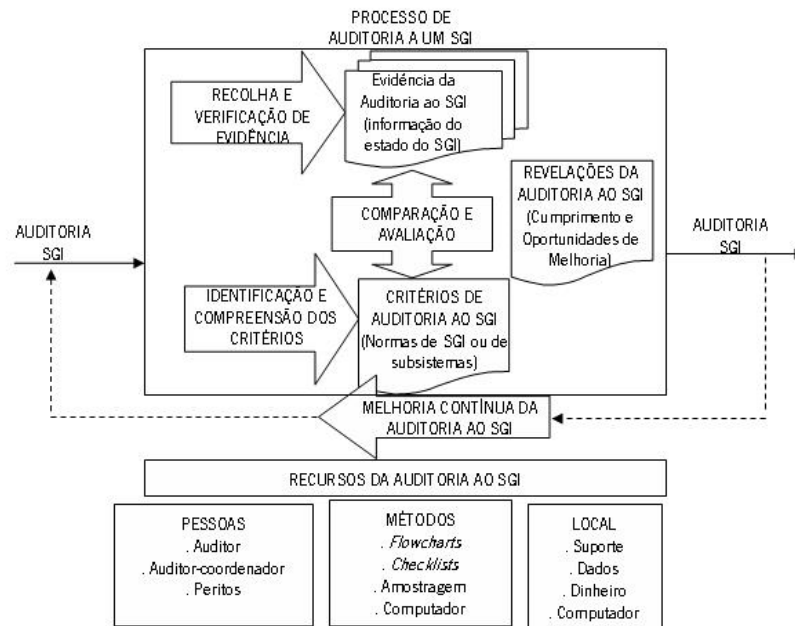 PROCESSO DE
AUDITORIA A UM SGI
RECOLHA E
VERIFICAÇÃO DE
EVIDÊNCIA
Evidência da
Auditoria ao SGI
(informação do
estado do SGI)
REVELAÇÕES DA
AUDITORIA AO SGI
(Cumprimento e
Oportunidades de
Melhoria)
COMPARAÇÃO E
AVALIAÇÃO
AUDITORIA
SGI
AUDITORIA
SGI
IDENTIFICAÇÃO E
COMPREENSÃO DOS
CRITÉRIOS
CRITÉRIOS DE
AUDITORIA AO SGI
(Normas de SGI ou de
subsistemas)
MELHORIA CONTÍNUA DA
AUDITORIA AO SGI
RECURSOS DA AUDITORIA AO SGI
PESSOAS
. Auditor
. Auditor-coordenador
. Peritos
MÉTODOS
. Flowcharts
. Checklists
. Amostragem
. Computador
LOCAL
. Suporte
. Dados
. Dinheiro
. Computador